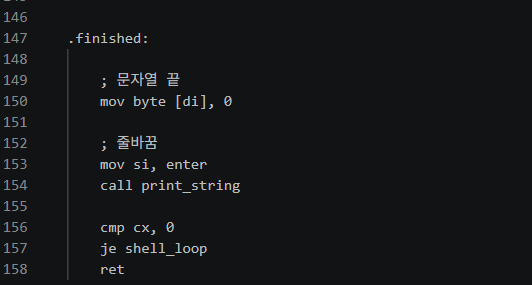 146
147 .finished:
148
149 ; 문자열 끝
150 mov byte [di], 0
151
152 ; 줄바꿈
153 mov si, enter
154 call print_string
155
156 cmp cx, 0
157 je shell_loop
158 ret